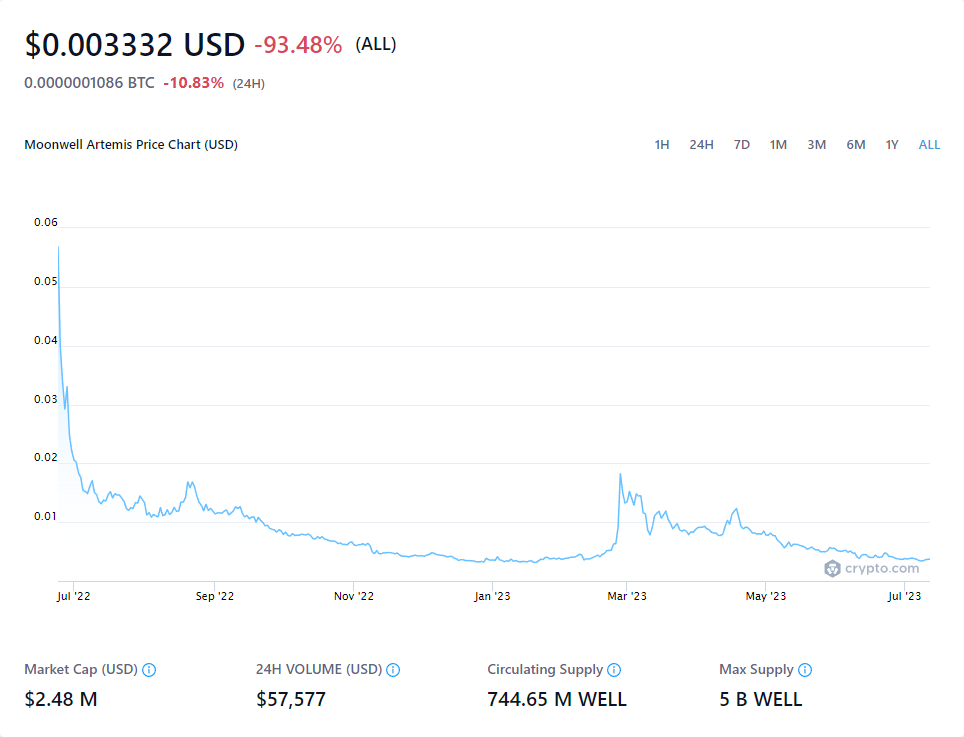 $0.003332 USD -93.48% (ALL)
0.0000001086 BTC -10.83% (24H)
Moonwell Artemis Price Chart (USD) 1H 24H 7D 1M 3M 6M 1Y ALL
0.06
0.05
0.04
0.03
0.02
0.01
crypto.com
Jul '22 Sep '22 Nov '22 Jan '23 Mar '23 May '23 Jul '23
Market Cap (USD) 24H VOLUME (USD) Circulating Supply Max Supply
$2.48 M $57,577 744.65 M WELL 5 B WELL